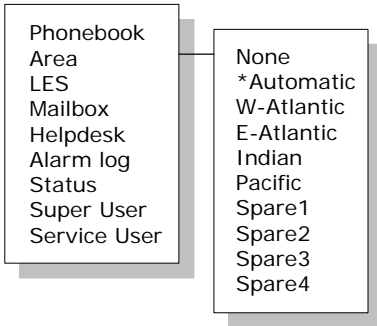 Phonebook
Area
LES
Mailbox
Helpdesk
Alarm log
Status
Super User
Service User
None
*Automatic
W-Atlantic
E-Atlantic
Indian
Pacific
Spare1
Spare2
Spare3
Spare4